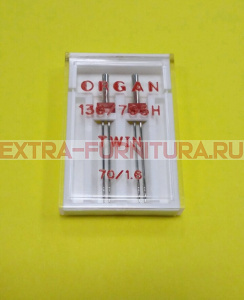 ORGAN
130/705H
EXTRA-FURNITURA.RU
TWIN
70/1.6